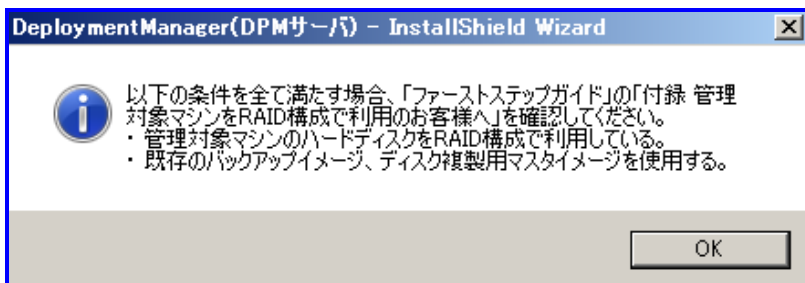 DeploymentManager(DPMサーバ) - InstallShield Wizard
以下の条件を全て満たす場合、「ファーストステップガイド」の「付録 管理
対象マシンをRAID構成で利用のお客様へ」を確認してください。
・ 管理対象マシンのハードディスクをRAID構成で利用している。
・ 既存のバックアップイメージ、ディスク複製用マスタイメージを使用する。
OK